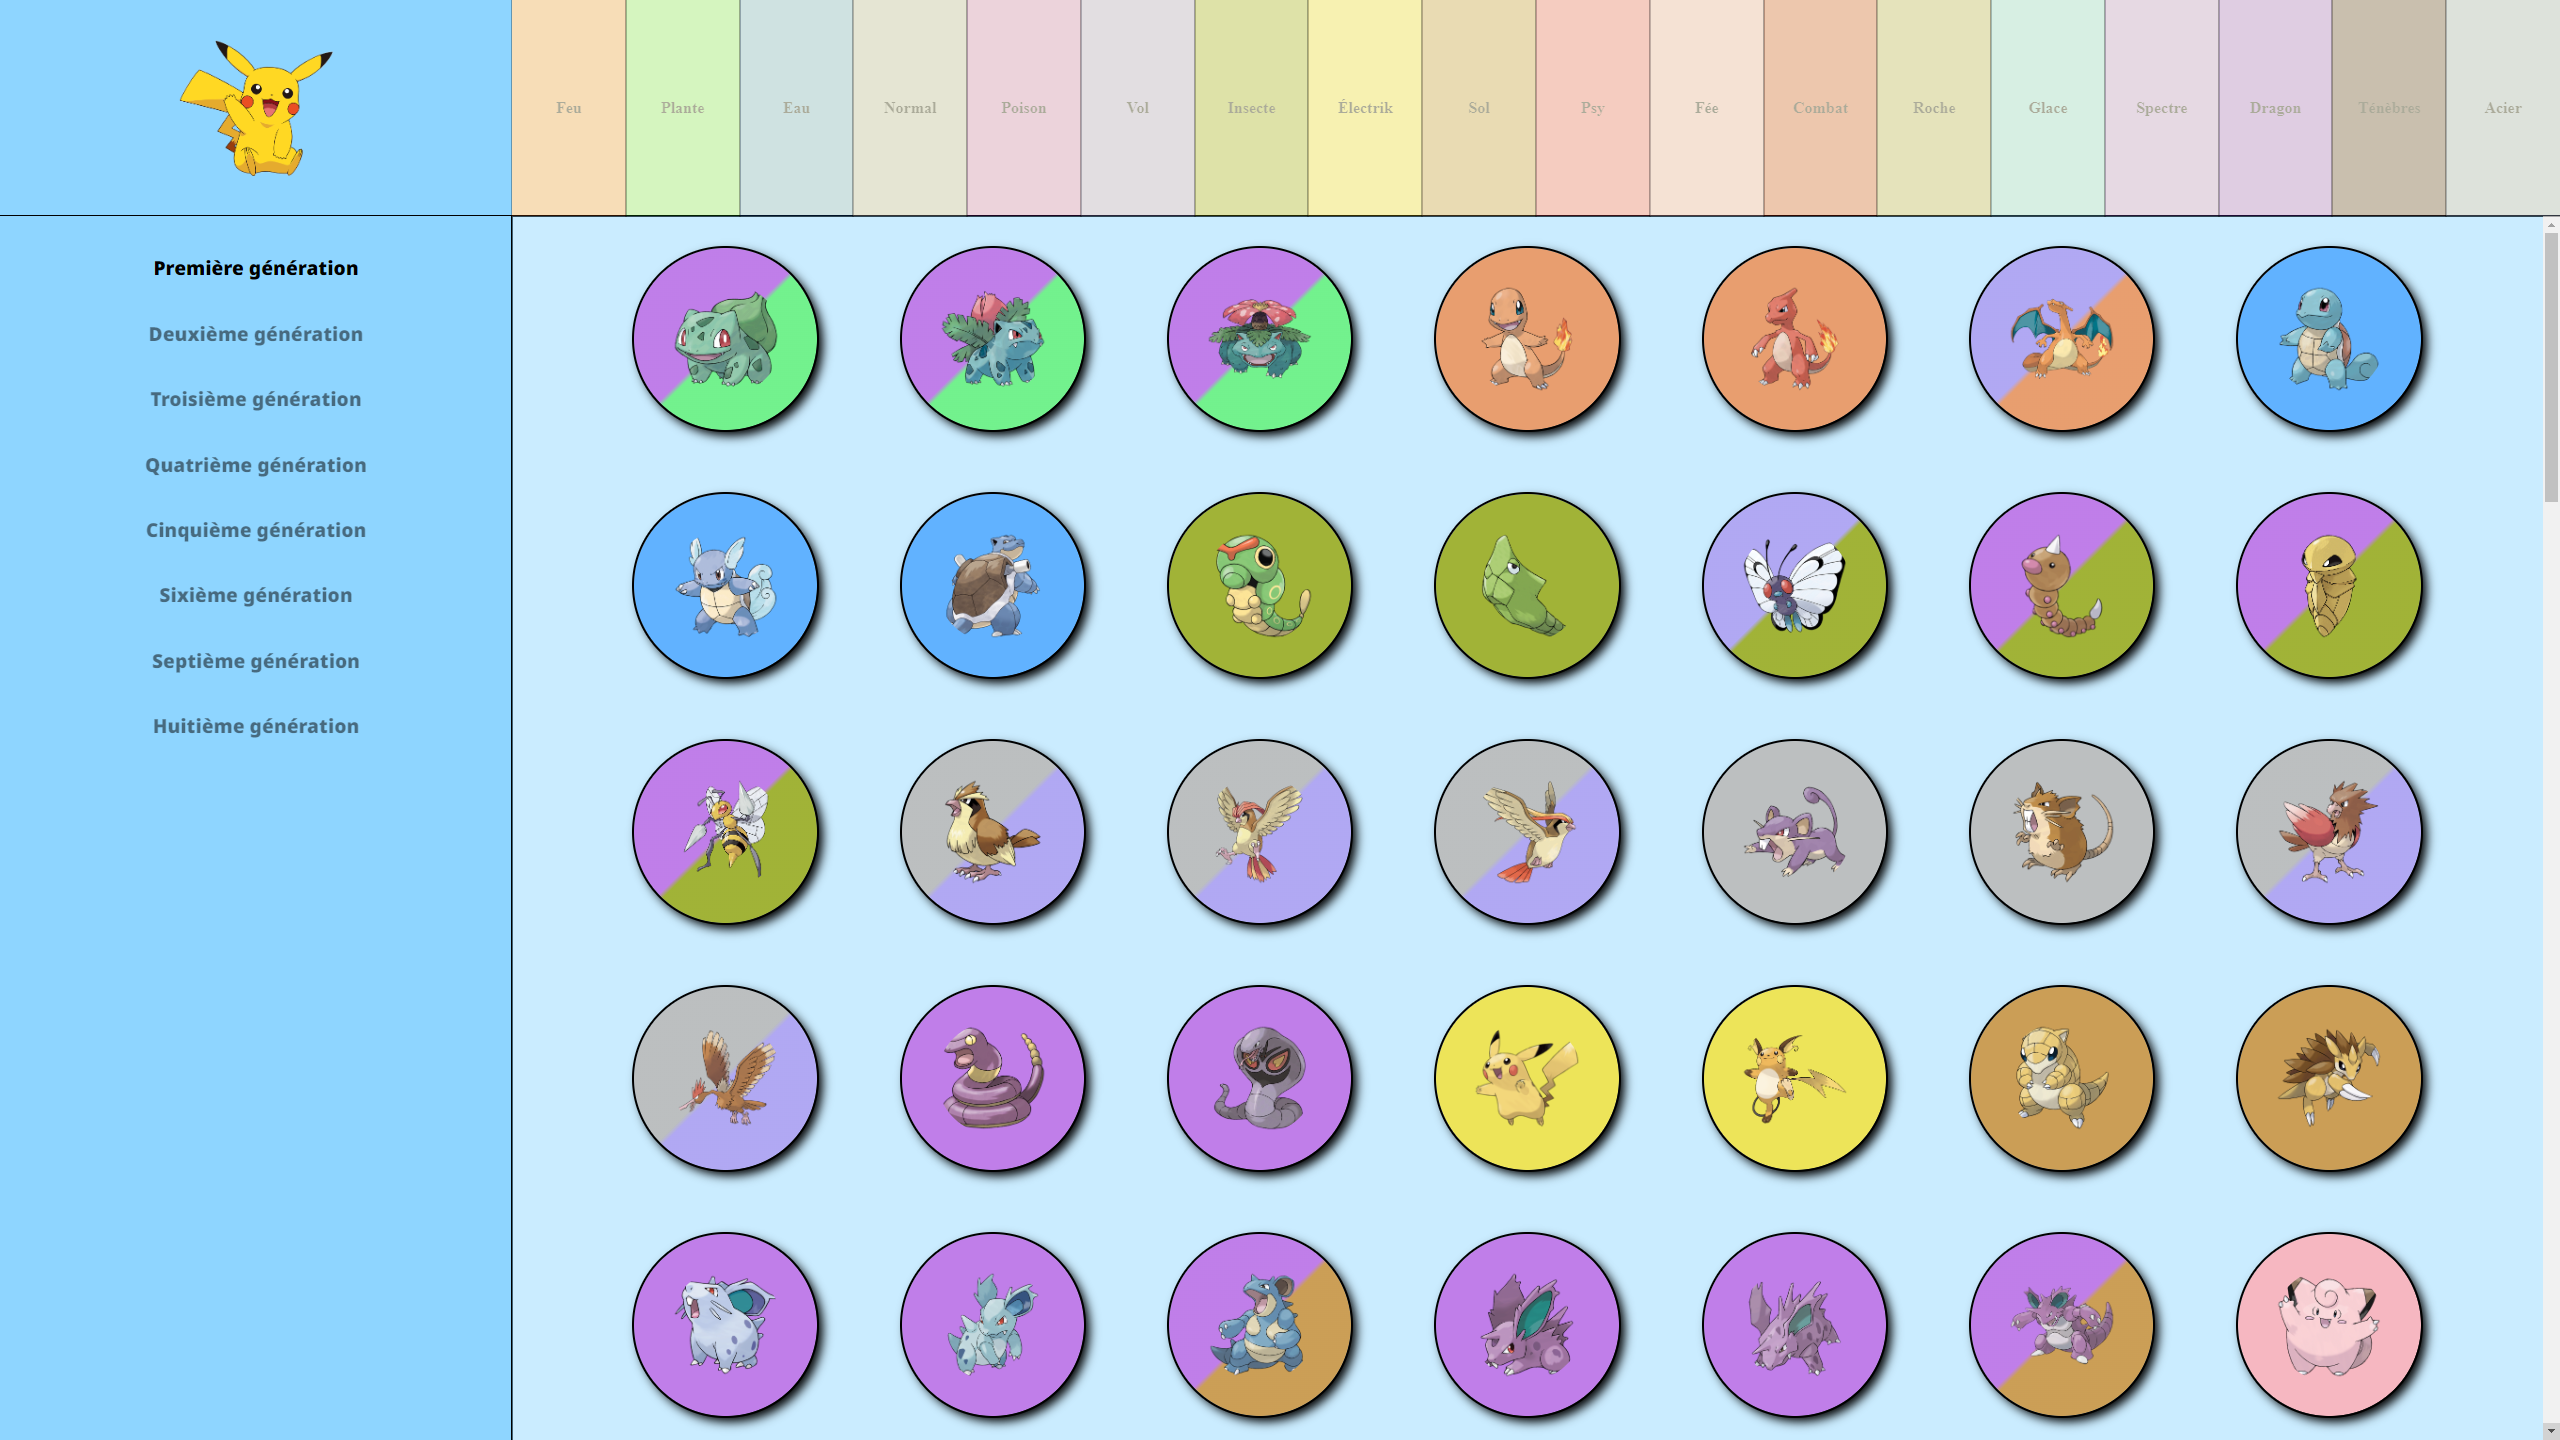 Feu
Plante
Eau
Normal
Poison
Vol
Insecte
Électrik
Sol
Psy
Fée
Combat
Roche
Glace
Spectre
Dragon
Ténèbres
Acier
Première génération
Deuxième génération
Troisième génération
Quatrième génération
Cinquième génération
Sixième génération
Septième génération
Huitième génération